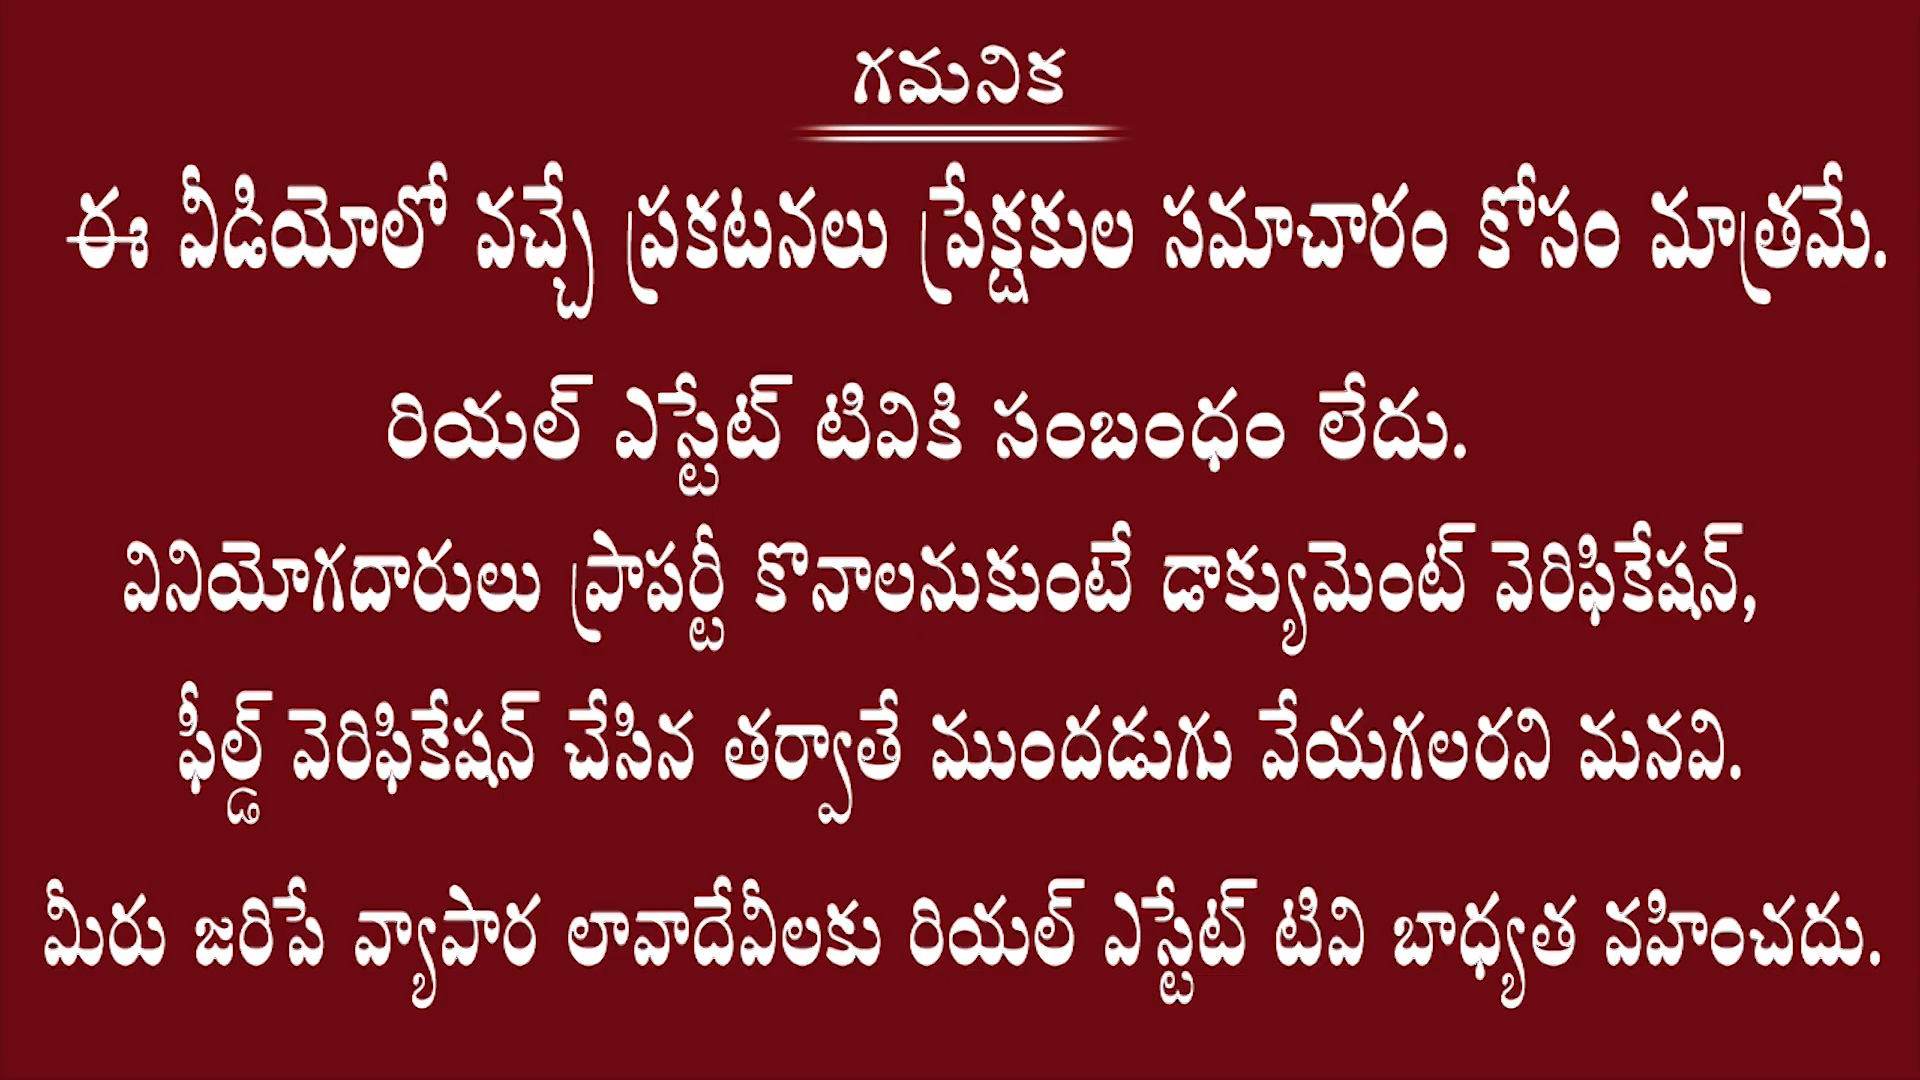 గమనిక
ఈ వీడియోలో వచ్చే ప్రకటనలు ప్రేక్షకుల సమాచారం కోసం మాత్రమే.
రియల్ ఎస్టేట్ టివికి సంబంధం లేదు.
వినియోగదారులు ప్రాపర్టీ కొనాలనుకుంటే డాక్యుమెంట్ వెరిఫికేషన్,
ఫీల్డ్ వెరిఫికేషన్ చేసిన తర్వాతే ముందడుగు వేయగలరని మనవి.
మీరు జరిపే వ్యాపార లావాదేవీలకు రియల్ ఎస్టేట్ టివి బాధ్యత వహించదు.